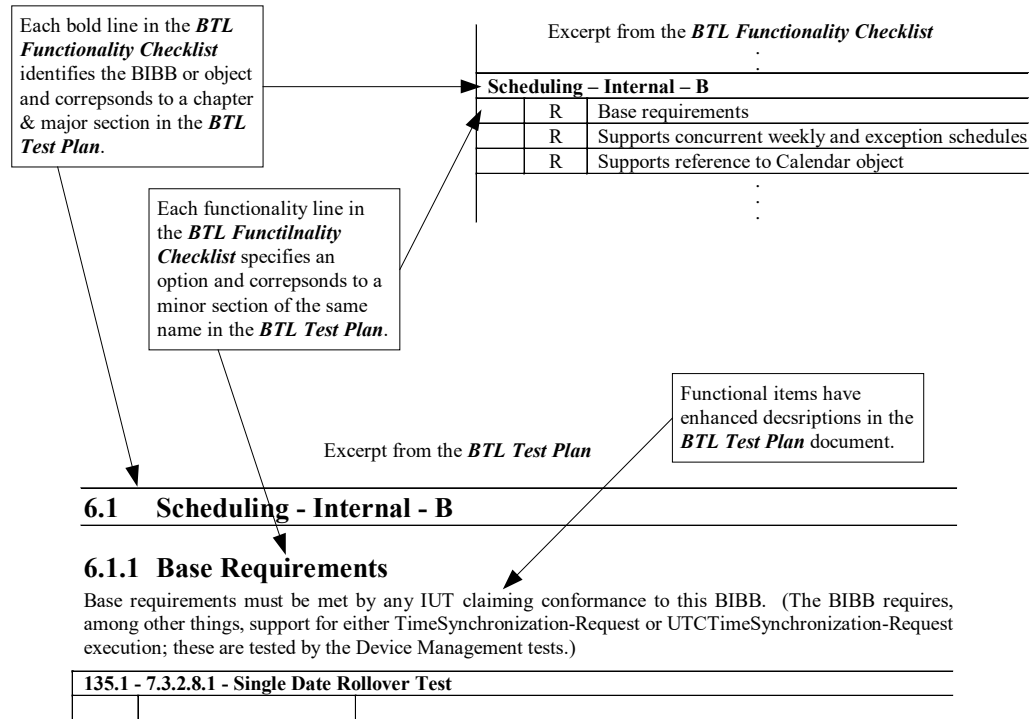 Each bold line in the BTL
Functionality Checklist
identifies the BIBB or object
and correpsonds to a chapter
& major section in the BTL
Test Plan.
Excerpt from the BTL Functionality Checklist
.
.
Scheduling – Internal – B
R Base requirements
R Supports concurrent weekly and exception schedules
R Supports reference to Calendar object
.
.
.
Each functionality line in
the BTL Functilnality
Checklist specifies an
option and correpsonds to a
minor section of the same
name in the BTL Test Plan.
Functional items have
enhanced decsriptions in the
BTL Test Plan document.
Excerpt from the BTL Test Plan
6.1 Scheduling - Internal - B
6.1.1 Base Requirements
Base requirements must be met by any IUT claiming conformance to this BIBB. (The BIBB requires,
among other things, support for either TimeSynchronization-Request or UTCTimeSynchronization-Request
execution; these are tested by the Device Management tests.)
135.1 - 7.3.2.8.1 - Single Date Rollover Test